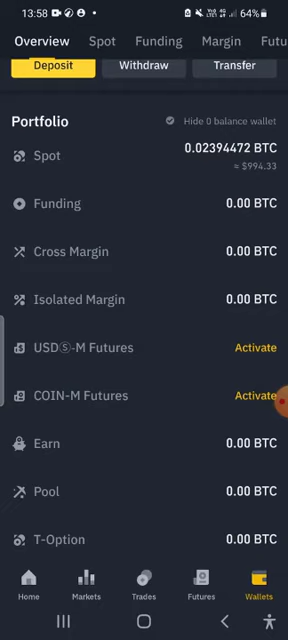 13:58 64%
Overview Spot Funding Margin Futu
Deposit Withdraw Transfer
Portfolio Hide 0 balance wallet
Spot 0.02394472 BTC
≈ $994.33
Funding 0.00 BTC
Cross Margin 0.00 BTC
Isolated Margin 0.00 BTC
USDⓈ-M Futures Activate
COIN-M Futures Activate
Earn 0.00 BTC
Pool 0.00 BTC
T-Option 0.00 BTC
Home Markets Trades Futures Wallets